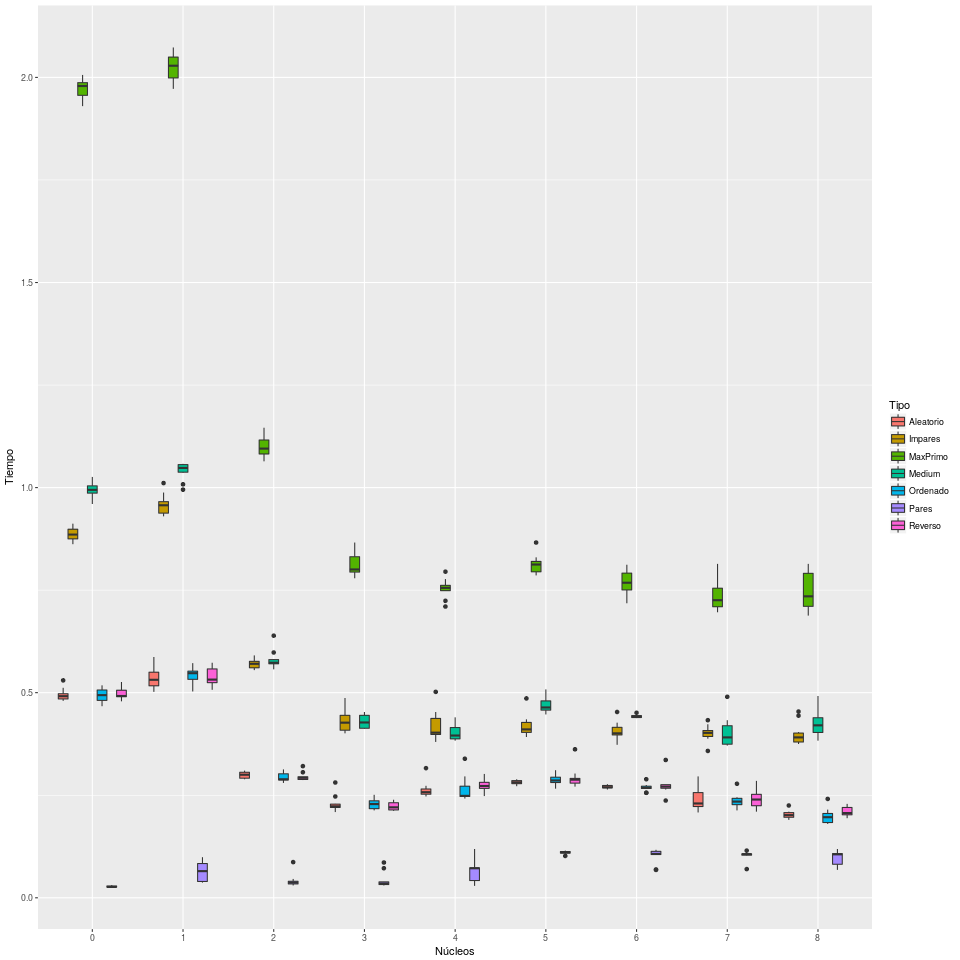 2.0
1.5
1.0
0.5
0.0
Tiempo
0 1 2 3 4 5 6 7 8
Núcleos
Tipo
Aleatorio
Impares
MaxPrimo
Medium
Ordenado
Pares
Reverso